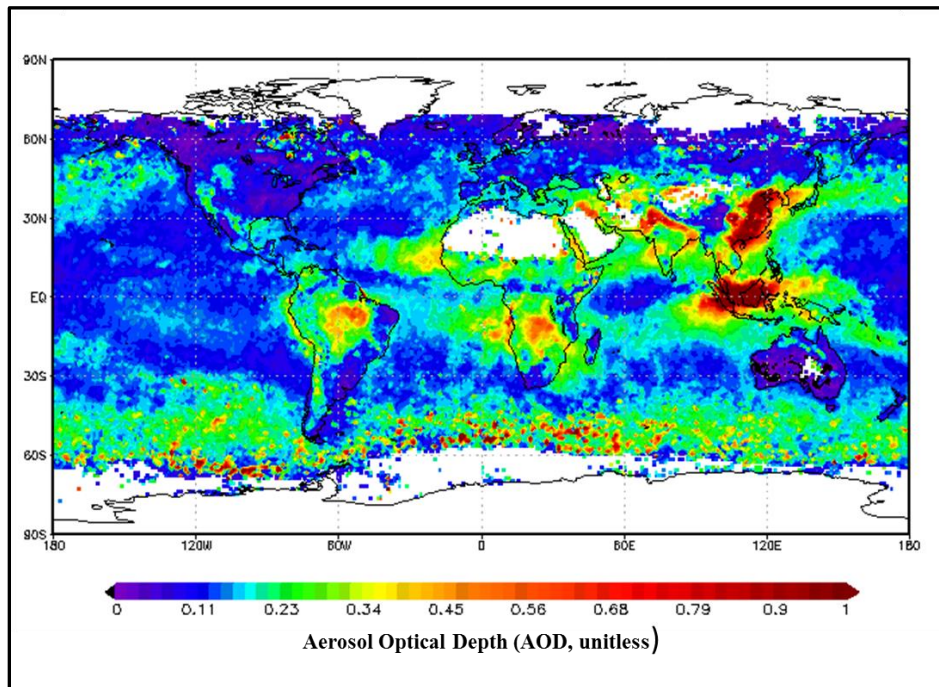 90N
60N
30N
EQ
30S
60S
90S
180 120W 60W 0 60E 120E 180
0 0.11 0.23 0.34 0.45 0.56 0.68 0.79 0.9 1
Aerosol Optical Depth (AOD, unitless)